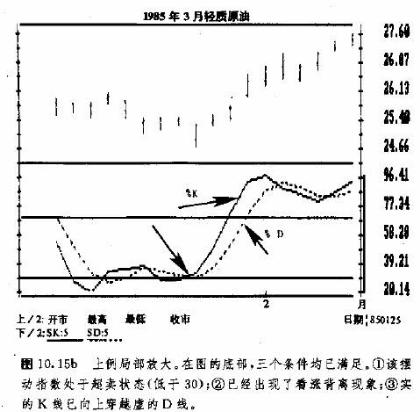 1985 年 3 月轻质原油
27.60
26.87
26.13
25.40
24.66
96.41
77.34
58.28
39.21
20.14
%K
% D
2
月
上/2: 开市 最高 最低 收市
日期 850125
下/2: SK:5 SD:5
图 10.15b 上例局部放大。在图的底部,三个条件均已满足。①该摆
动指数处于超卖状态(低于 30);②已经出现了看涨背离现象;③实
的 K 线已向上穿越虚的 D 线。